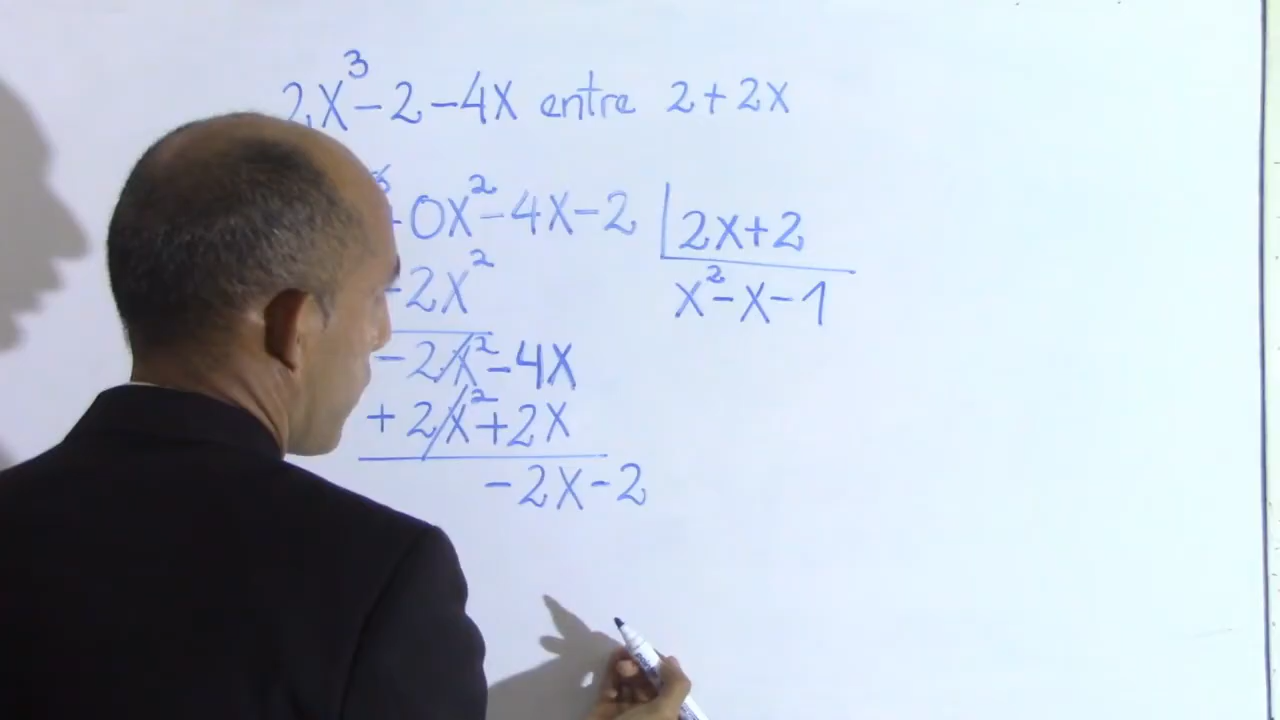 2X³-2-4X entre 2+2X
0X²-4X-2 2X+2
-2X² X²-X-1
-2X²-4X
+2X²+2X
-2X-2